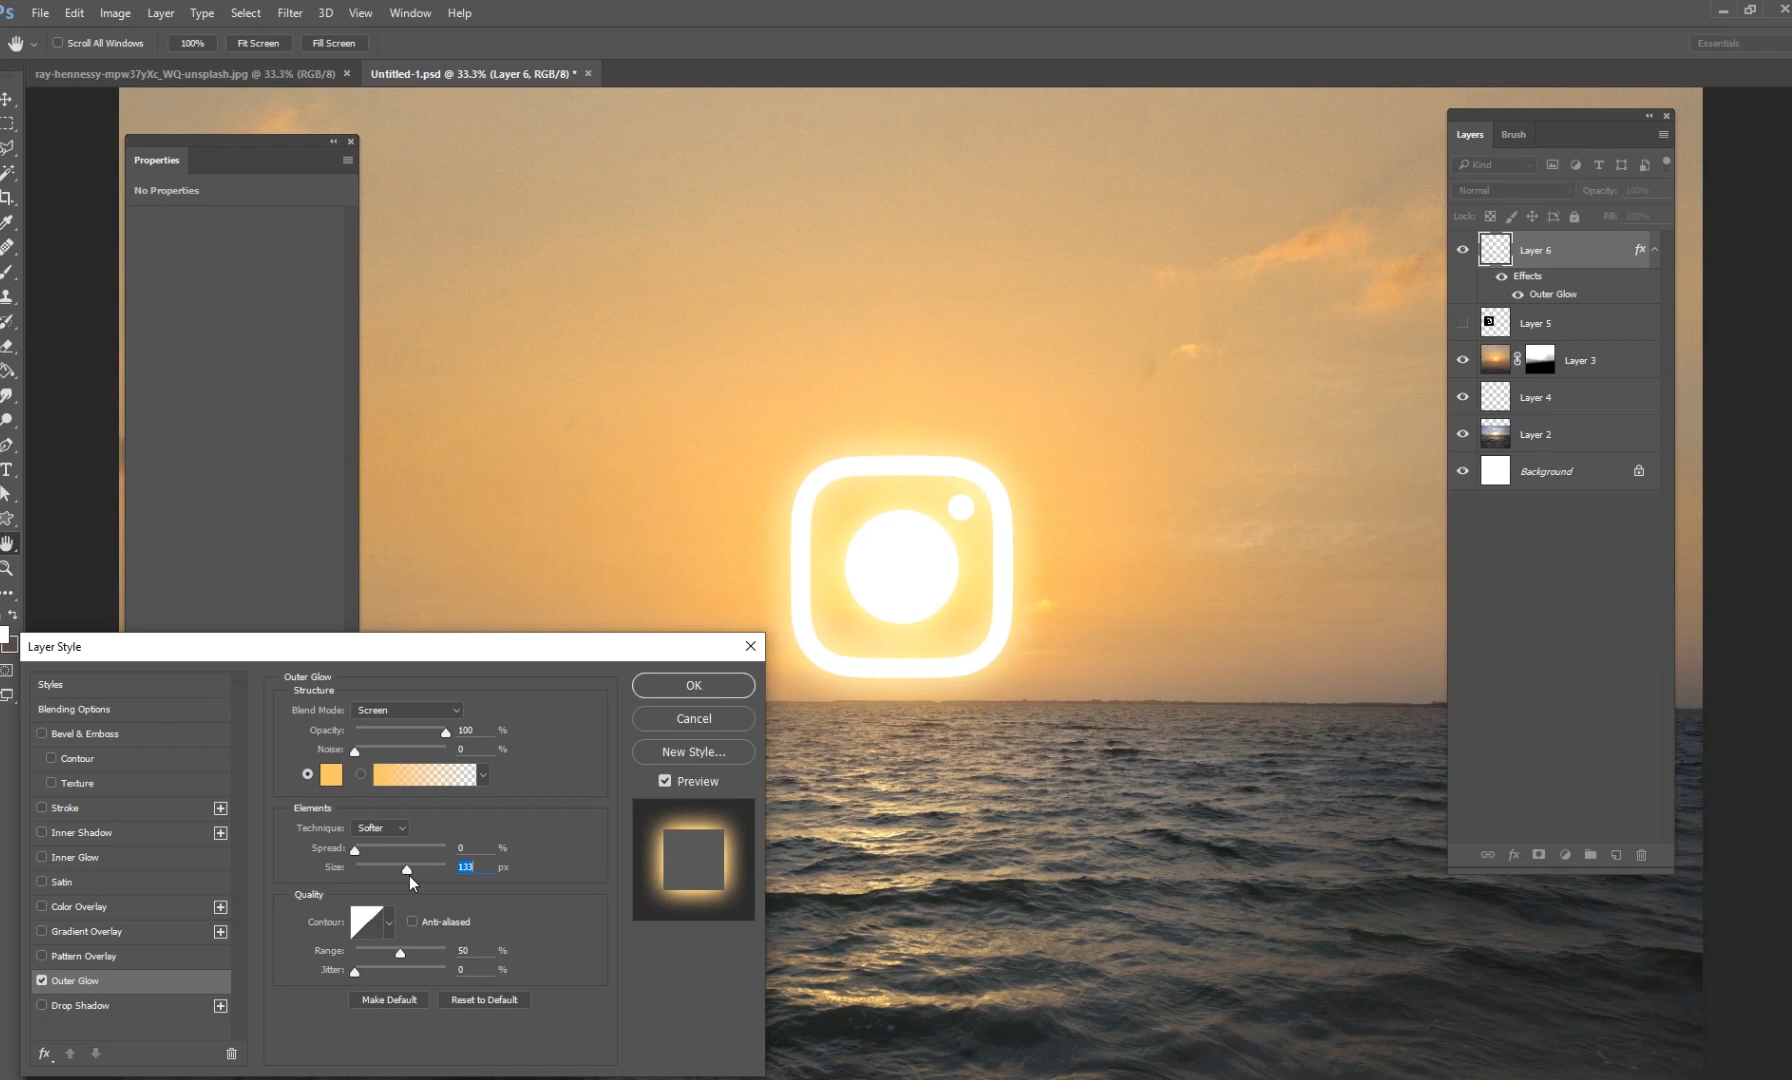 PS File Edit Image Layer Type Select Filter 3D View Window Help
Scroll All Windows 100% Fit Screen Fill Screen Essentials
ray-hennessy-mpw37yXc_WQ-unsplash.jpg @ 33.3% (RGB/8) × Untitled-1.psd @ 33.3% (Layer 6, RGB/8) * ×
Properties
No Properties
Layers Brush
Kind
Normal Opacity: 100%
Lock: Fill: 100%
Layer 6 fx
Effects
Outer Glow
Layer 5
Layer 3
Layer 4
Layer 2
Background
fx
Layer Style
Styles
Blending Options
Bevel & Emboss
Contour
Texture
Stroke
Inner Shadow
Inner Glow
Satin
Color Overlay
Gradient Overlay
Pattern Overlay
Outer Glow
Drop Shadow
fx
Outer Glow
Structure
Blend Mode: Screen
Opacity: 100 %
Noise: 0 %
Elements
Technique: Softer
Spread: 0 %
Size: 133 px
Quality
Contour: Anti-aliased
Range: 50 %
Jitter: 0 %
Make Default Reset to Default
OK
Cancel
New Style...
Preview